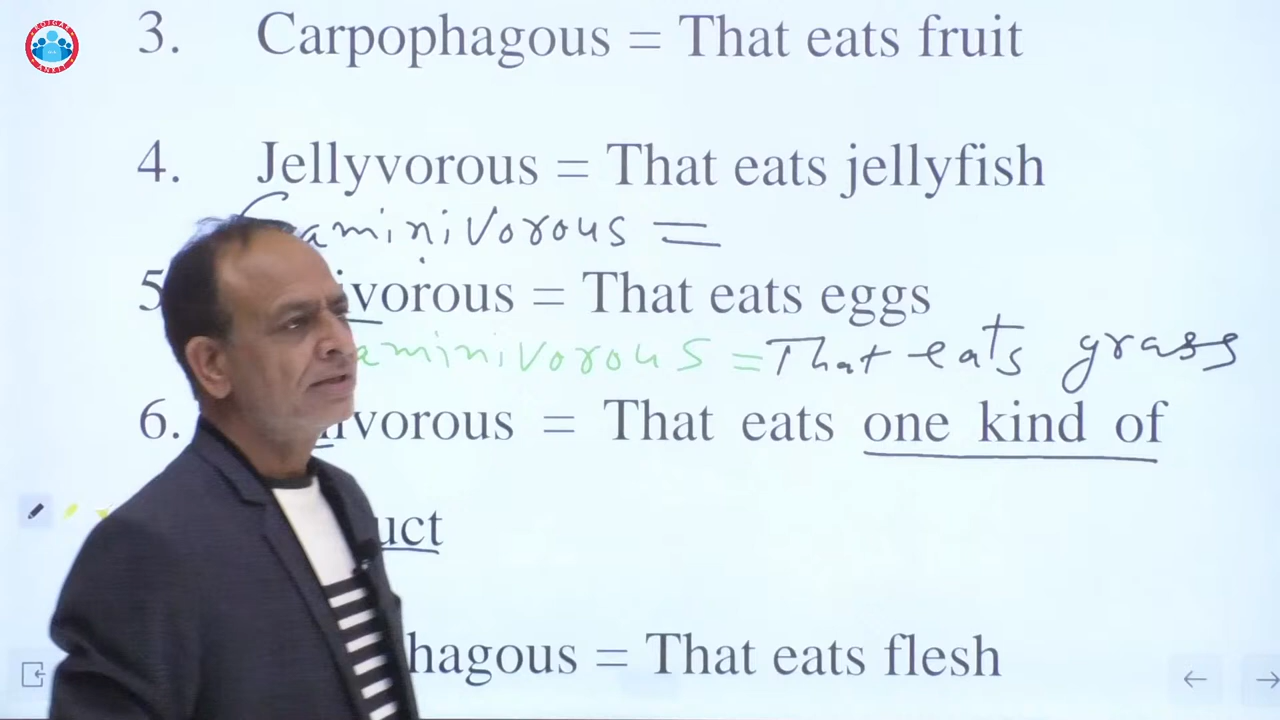 3. Carpophagous = That eats fruit
4. Jellyvorous = That eats jellyfish
aminivorous =
5 ivorous = That eats eggs
aminivorous = That eats grass
6. vorous = That eats one kind of
uct
hagous = That eats flesh